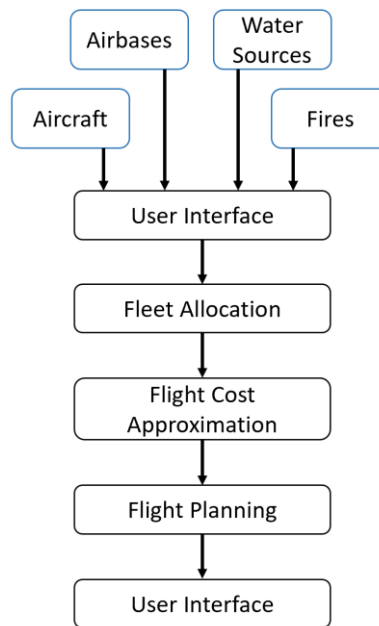 Airbases
Water
Sources
Aircraft
Fires
User Interface
Fleet Allocation
Flight Cost
Approximation
Flight Planning
User Interface